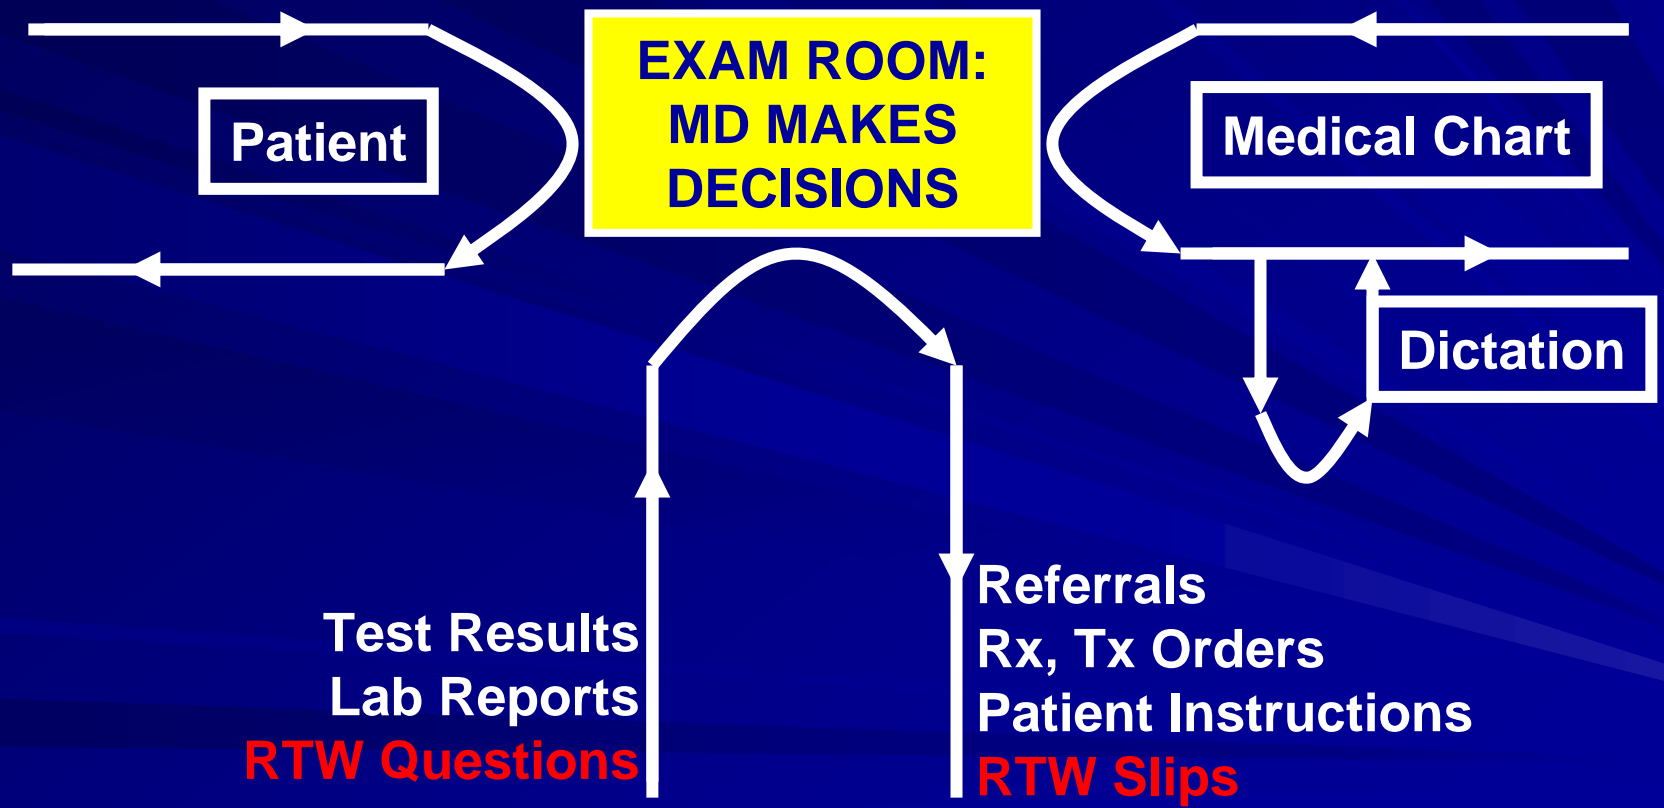 EXAM ROOM:
MD MAKES
DECISIONS
Patient
Medical Chart
Dictation
Test Results
Lab Reports
RTW Questions
Referrals
Rx, Tx Orders
Patient Instructions
RTW Slips